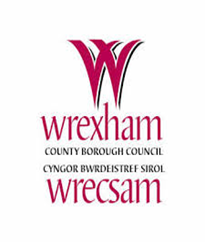 W
wrexham
COUNTY BOROUGH COUNCIL
CYNGOR BWRDEISTREF SIROL
wrecsam